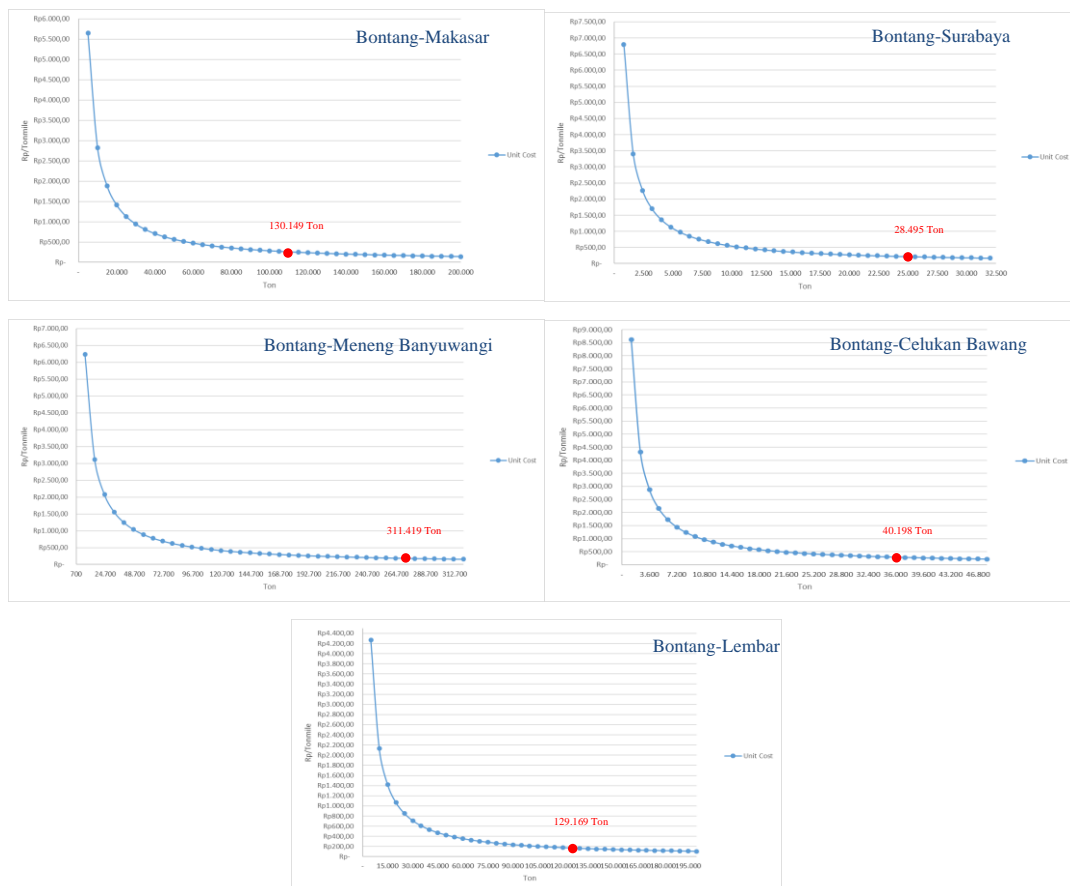 Bontang-Makasar
Rp6.000,00
Rp5.500,00
Rp5.000,00
Rp4.500,00
Rp4.000,00
Rp3.500,00
Rp3.000,00
Rp2.500,00
Rp2.000,00
Rp1.500,00
Rp1.000,00
Rp500,00
Rp-
Rp/Tonmile
130.149 Ton
Unit Cost
- 20.000 40.000 60.000 80.000 100.000 120.000 140.000 160.000 180.000 200.000
Ton
Bontang-Surabaya
Rp7.500,00
Rp7.000,00
Rp6.500,00
Rp6.000,00
Rp5.500,00
Rp5.000,00
Rp4.500,00
Rp4.000,00
Rp3.500,00
Rp3.000,00
Rp2.500,00
Rp2.000,00
Rp1.500,00
Rp1.000,00
Rp500,00
Rp-
Rp/Tonmile
28.495 Ton
Unit Cost
- 2.500 5.000 7.500 10.000 12.500 15.000 17.500 20.000 22.500 25.000 27.500 30.000 32.500
Ton
Bontang-Meneng Banyuwangi
Rp7.000,00
Rp6.500,00
Rp6.000,00
Rp5.500,00
Rp5.000,00
Rp4.500,00
Rp4.000,00
Rp3.500,00
Rp3.000,00
Rp2.500,00
Rp2.000,00
Rp1.500,00
Rp1.000,00
Rp500,00
Rp-
Rp/Tonmile
311.419 Ton
Unit Cost
700 24.700 48.700 72.700 96.700 120.700 144.700 168.700 192.700 216.700 240.700 264.700 288.700 312.700
Ton
Bontang-Celukan Bawang
Rp9.000,00
Rp8.500,00
Rp8.000,00
Rp7.500,00
Rp7.000,00
Rp6.500,00
Rp6.000,00
Rp5.500,00
Rp5.000,00
Rp4.500,00
Rp4.000,00
Rp3.500,00
Rp3.000,00
Rp2.500,00
Rp2.000,00
Rp1.500,00
Rp1.000,00
Rp500,00
Rp-
Rp/Tonmile
40.198 Ton
Unit Cost
- 3.600 7.200 10.800 14.400 18.000 21.600 25.200 28.800 32.400 36.000 39.600 43.200 46.800
Ton
Bontang-Lembar
Rp4.400,00
Rp4.200,00
Rp4.000,00
Rp3.800,00
Rp3.600,00
Rp3.400,00
Rp3.200,00
Rp3.000,00
Rp2.800,00
Rp2.600,00
Rp2.400,00
Rp2.200,00
Rp2.000,00
Rp1.800,00
Rp1.600,00
Rp1.400,00
Rp1.200,00
Rp1.000,00
Rp800,00
Rp600,00
Rp400,00
Rp200,00
Rp-
Rp/Tonmile
129.169 Ton
Unit Cost
- 15.000 30.000 45.000 60.000 75.000 90.000 105.000 120.000 135.000 150.000 165.000 180.000 195.000
Ton